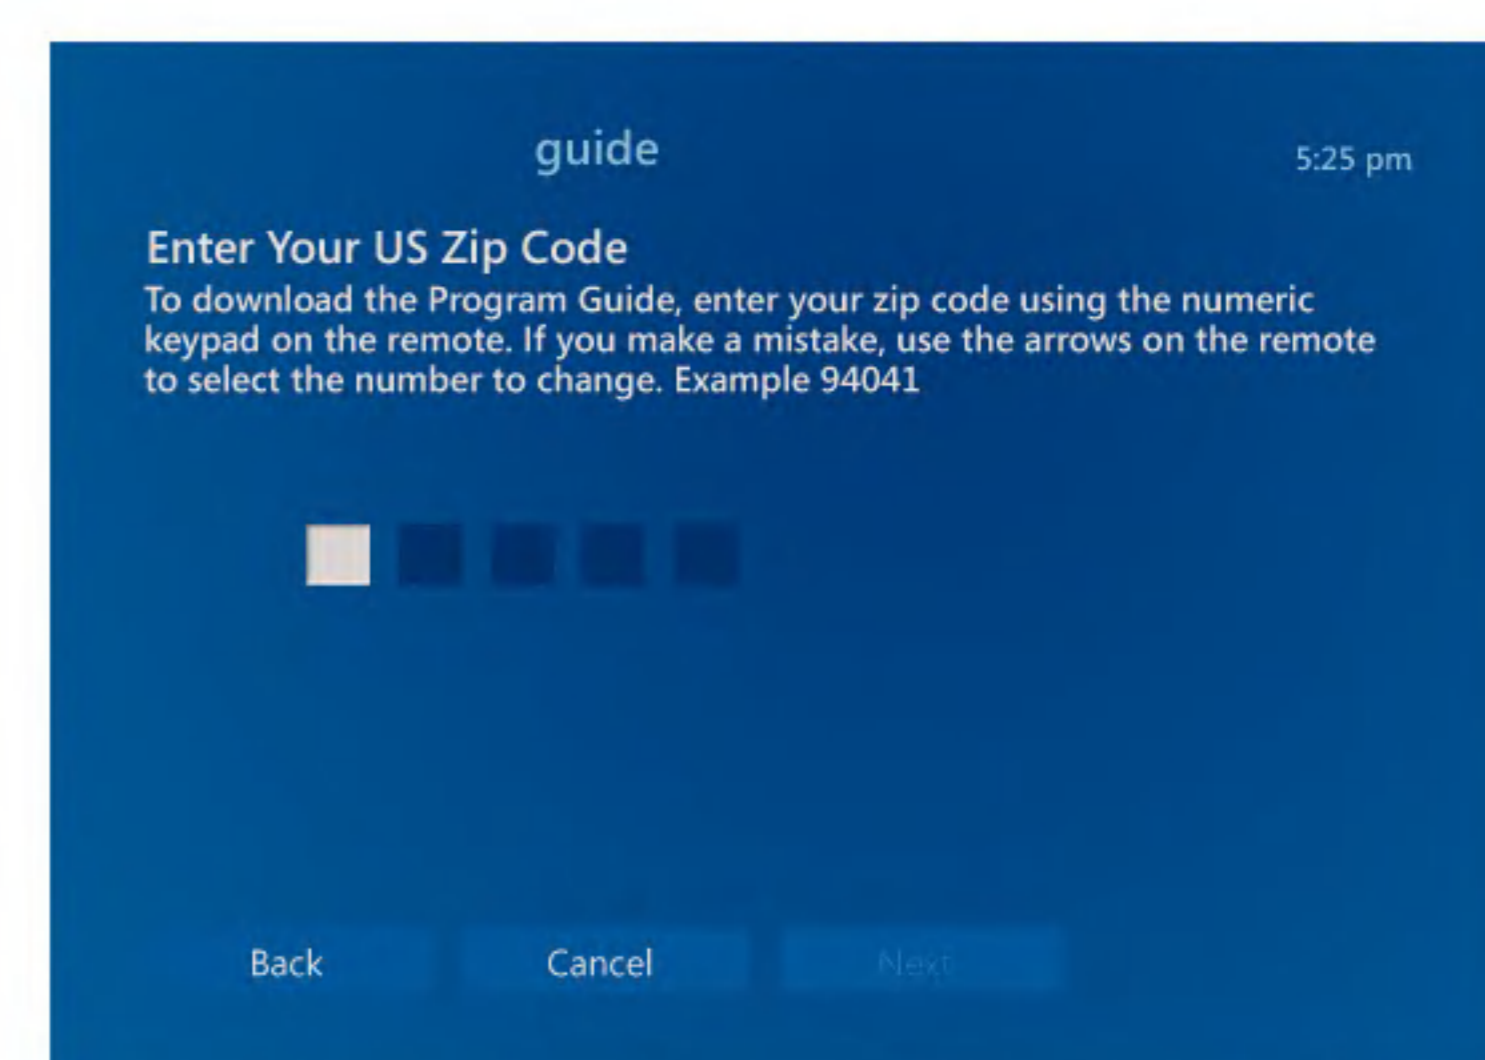 guide
5:25 pm
Enter Your US Zip Code
To download the Program Guide, enter your zip code using the numeric
keypad on the remote. If you make a mistake, use the arrows on the remote
to select the number to change. Example 94041
Back
Cancel
Next